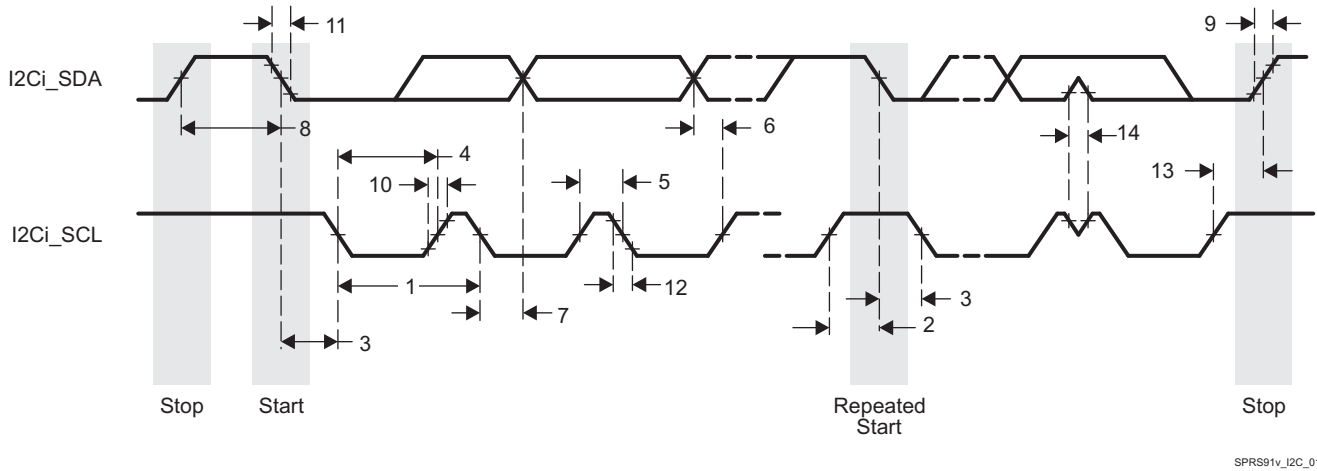 11
9
I2Ci_SDA
8
6
14
4
13
10
5
I2Ci_SCL
1
12
7
3
2
3
Stop
Start
Repeated
Start
Stop
SPRS91v_I2C_01